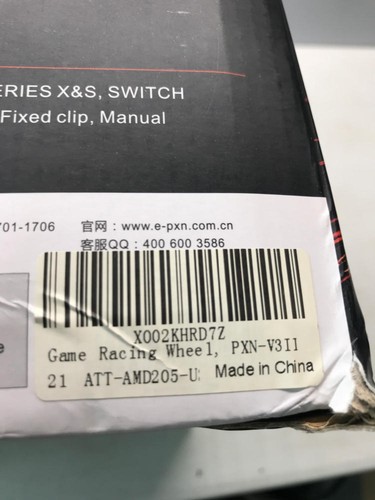 ERIES X&S, SWITCH
Fixed clip, Manual
701-1706
官网：www.e-pxn.com.cn
客服QQ：400 600 3586
X002KHRD7Z
Game Racing Wheel, PXN-V3II
21 ATT-AMD205-U
Made in China